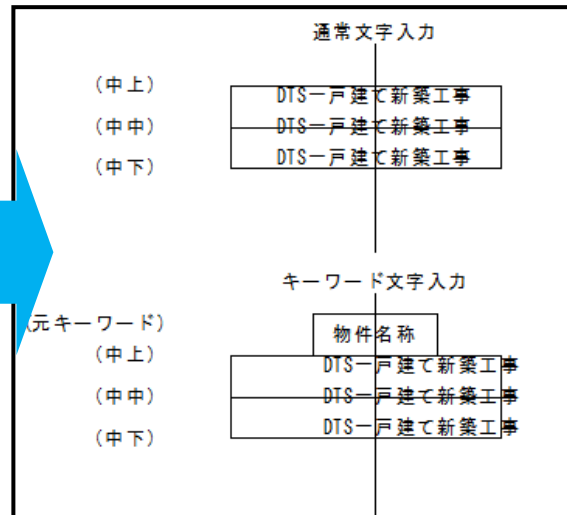 通常文字入力
(中上) DTS一戸建て新築工事
(中中) DTS一戸建て新築工事
(中下) DTS一戸建て新築工事
キーワード文字入力
(元キーワード) 物件名称
(中上) DTS一戸建て新築工事
(中中) DTS一戸建て新築工事
(中下) DTS一戸建て新築工事